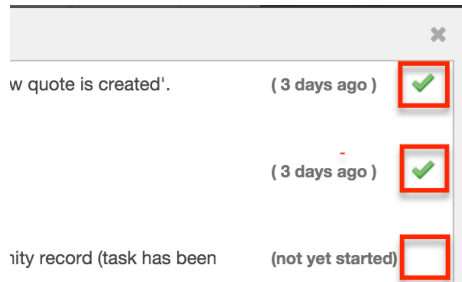 w quote is created'. ( 3 days ago )
( 3 days ago )
nity record (task has been (not yet started)